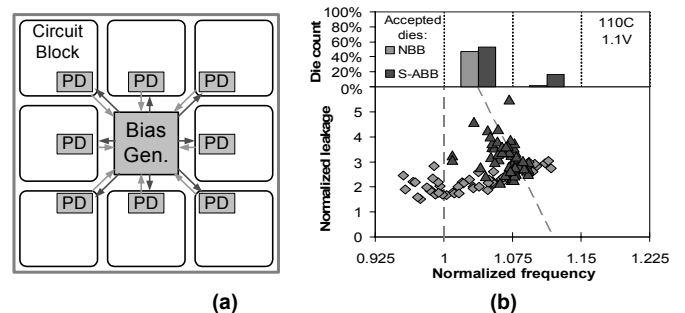 Circuit
Block
PD PD PD
PD Bias Gen. PD
PD PD PD
(a)
100%
80%
60%
40%
20%
0%
Die count
Accepted
dies:
NBB
S-ABB
110C
1.1V
Normalized leakage
5
4
3
2
1
0
0.925 1 1.075 1.15 1.225
Normalized frequency
(b)